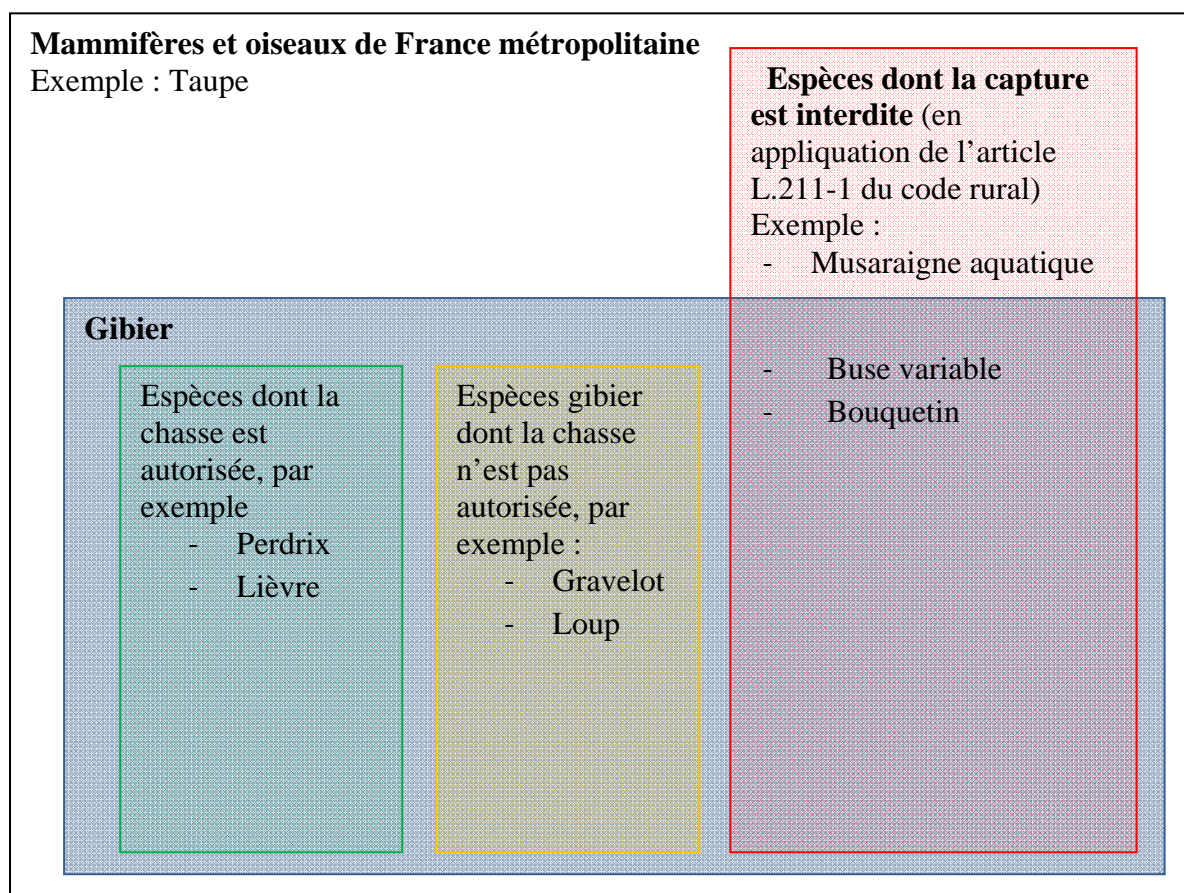 Mammifères et oiseaux de France métropolitaine
Exemple : Taupe
Espèces dont la capture
est interdite (en
appliquation de l’article
L.211-1 du code rural)
Exemple :
- Musaraigne aquatique
- Buse variable
- Bouquetin
Gibier
Espèces dont la
chasse est
autorisée, par
exemple
- Perdrix
- Lièvre
Espèces gibier
dont la chasse
n’est pas
autorisée, par
exemple :
- Gravelot
- Loup